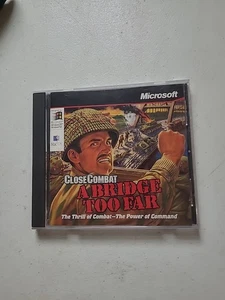 Microsoft
CLOSE COMBAT
A BRIDGE
TOO FAR
The Thrill of Combat–The Power of Command